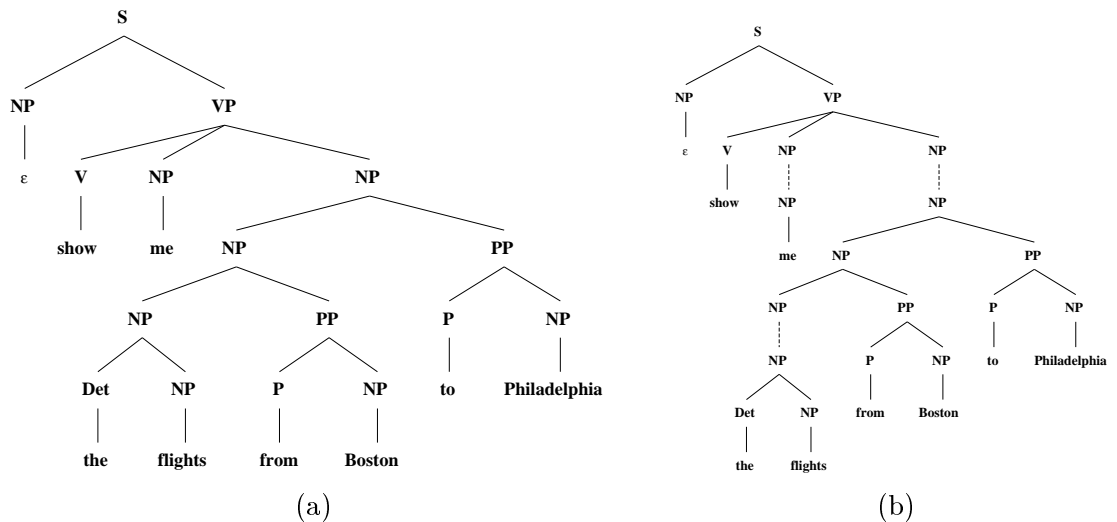 S
NP VP
ε V NP NP
show me NP PP
NP PP P NP
Det NP P NP to Philadelphia
the flights from Boston
(a)
S
NP VP
ε V NP NP
show NP NP
me NP PP
NP PP P NP
NP P NP to Philadelphia
Det NP from Boston
the flights
(b)